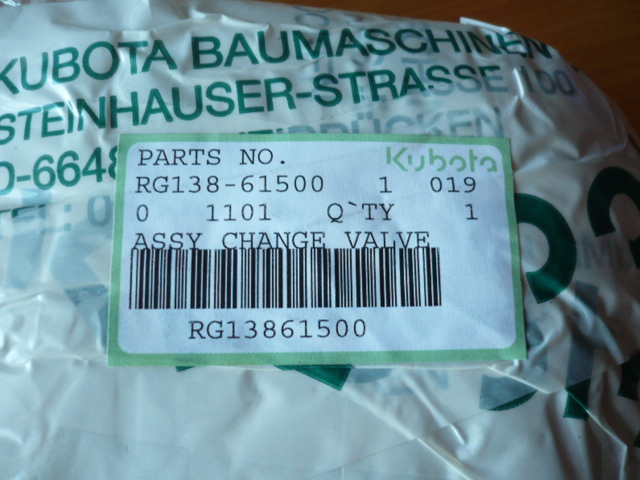 KUBOTA BAUMASCHINEN
STEINHAUSER-STRASSE 100
D-6648
PARTS NO. Kubota
RG138-61500 1 019
0 1101 Q`TY 1
ASSY CHANGE VALVE
RG13861500